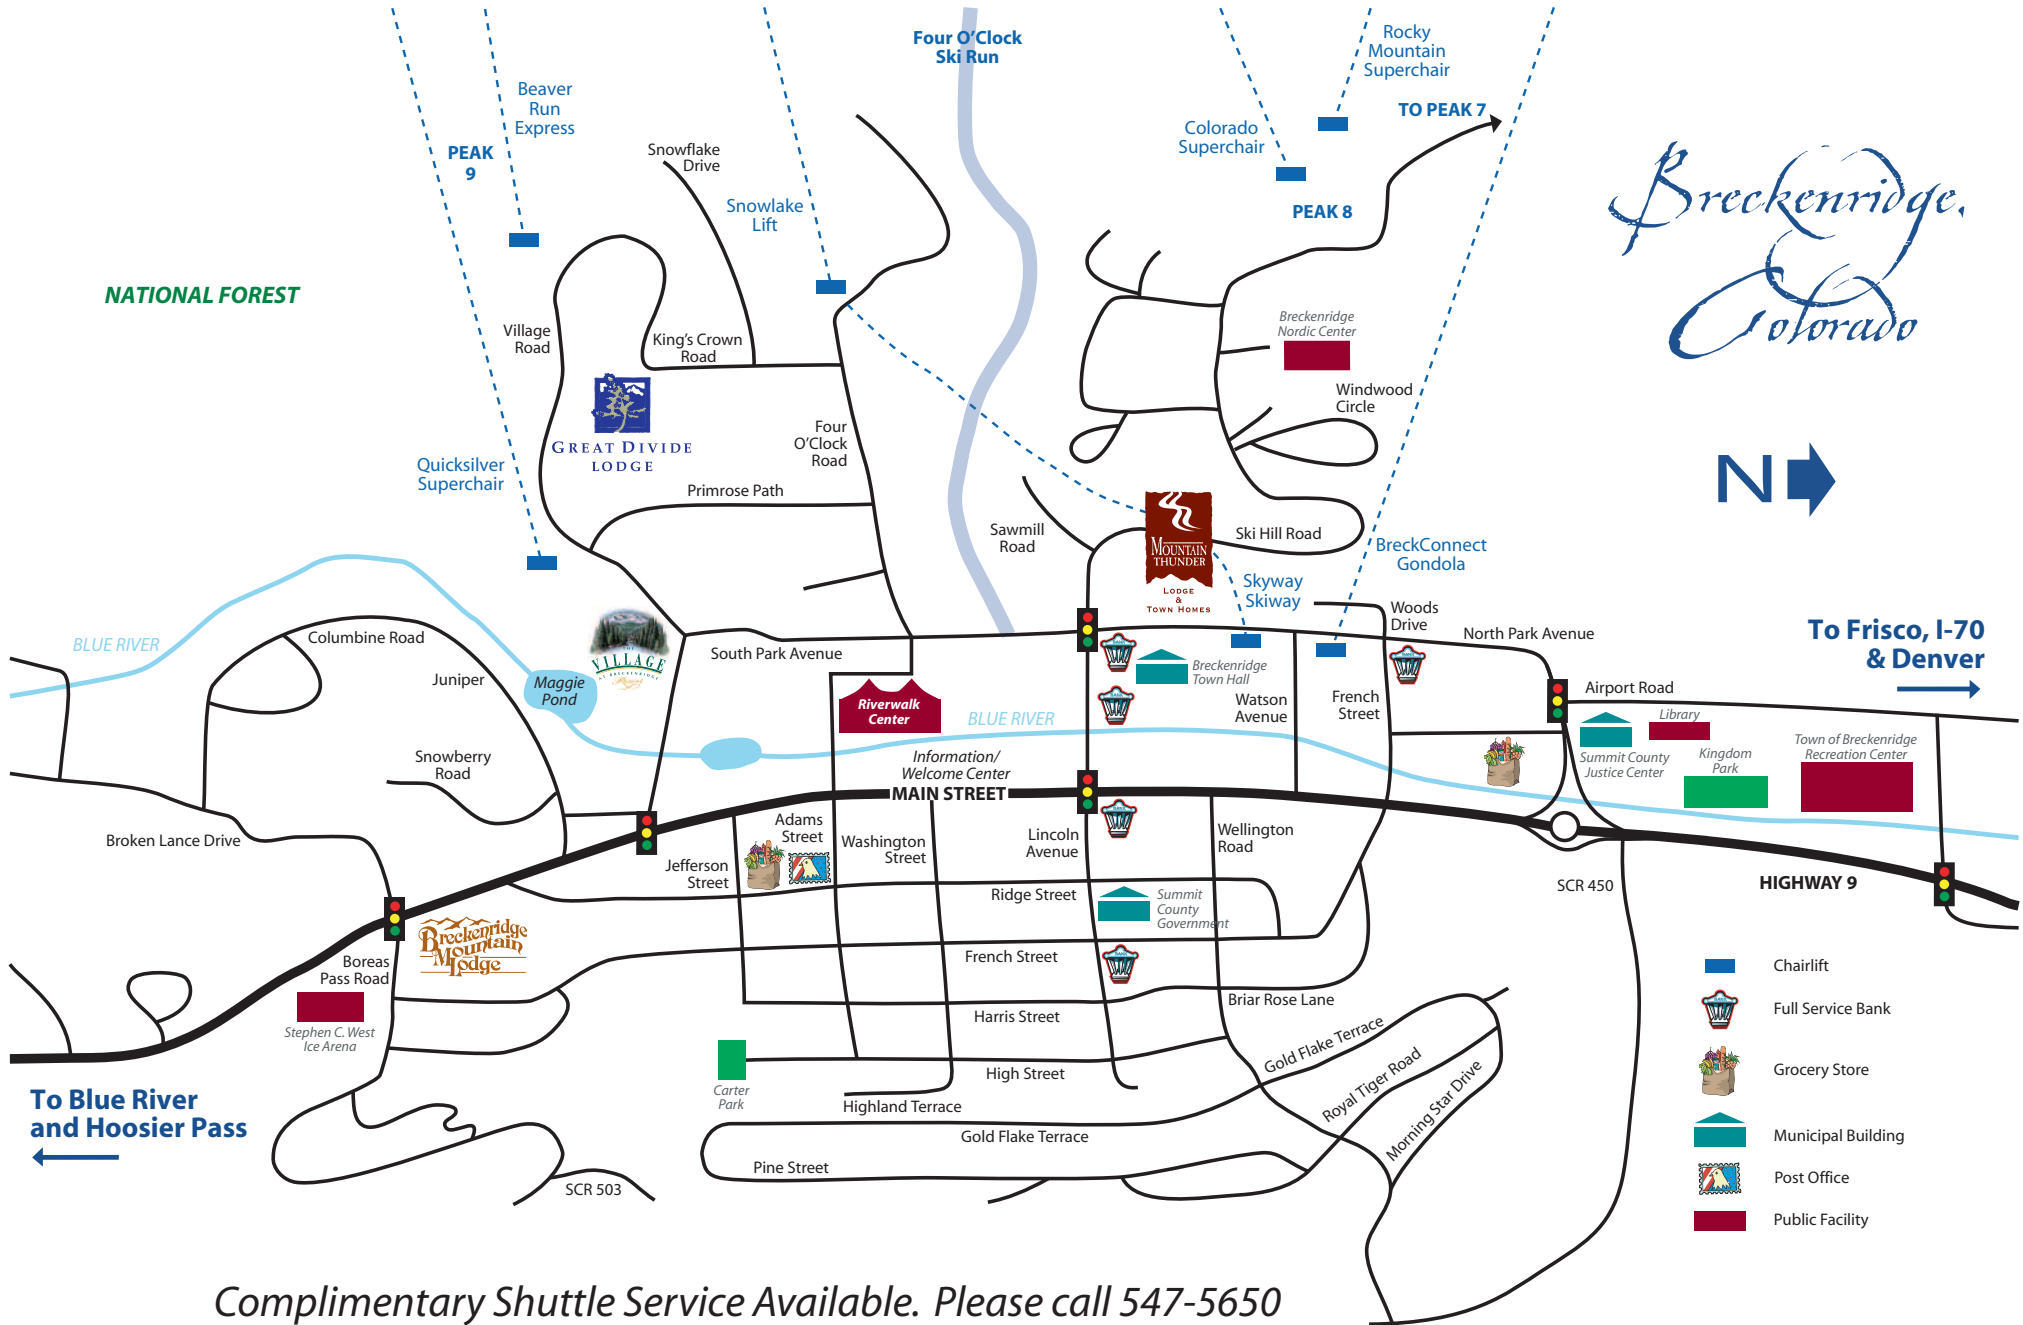 Four O'Clock
Ski Run
Rocky
Mountain
Superchair
TO PEAK 7
Beaver
Run
Express
PEAK
9
Snowflake
Drive
Colorado
Superchair
Snowlake
Lift
PEAK 8
Breckenridge,
Colorado
NATIONAL FOREST
Village
Road
King's Crown
Road
Breckenridge
Nordic Center
Windwood
Circle
GREAT DIVIDE
LODGE
Four
O'Clock
Road
Quicksilver
Superchair
Primrose Path
N
Sawmill
Road
MOUNTAIN
THUNDER
LODGE
&
TOWN HOMES
Ski Hill Road
BreckConnect
Gondola
Skyway
Skiway
Woods
Drive
North Park Avenue
To Frisco, I-70
& Denver
BLUE RIVER
Columbine Road
THE
VILLAGE
AT BRECKENRIDGE
South Park Avenue
Juniper
Maggie
Pond
Breckenridge
Town Hall
Riverwalk
Center
BLUE RIVER
Watson
Avenue
French
Street
Airport Road
Library
Summit County
Justice Center
Kingdom
Park
Town of Breckenridge
Recreation Center
Snowberry
Road
Information/
Welcome Center
MAIN STREET
Broken Lance Drive
Adams
Street
Washington
Street
Lincoln
Avenue
Wellington
Road
Jefferson
Street
Ridge Street
Summit
County
Government
SCR 450
HIGHWAY 9
Breckenridge
Mountain
Lodge
Boreas
Pass Road
French Street
Stephen C. West
Ice Arena
Harris Street
Briar Rose Lane
Gold Flake Terrace
Royal Tiger Road
Morning Star Drive
High Street
Carter
Park
Highland Terrace
Gold Flake Terrace
Pine Street
SCR 503
To Blue River
and Hoosier Pass
Chairlift
BANK
Full Service Bank
Grocery Store
Municipal Building
Post Office
Public Facility
Complimentary Shuttle Service Available. Please call 547-5650